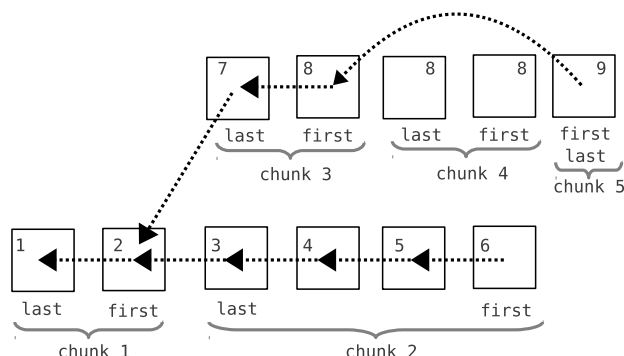 7 8 8 8 9
last first last first first
last
chunk 3 chunk 4 chunk 5
1 2 3 4 5 6
last first last first
chunk 1 chunk 2